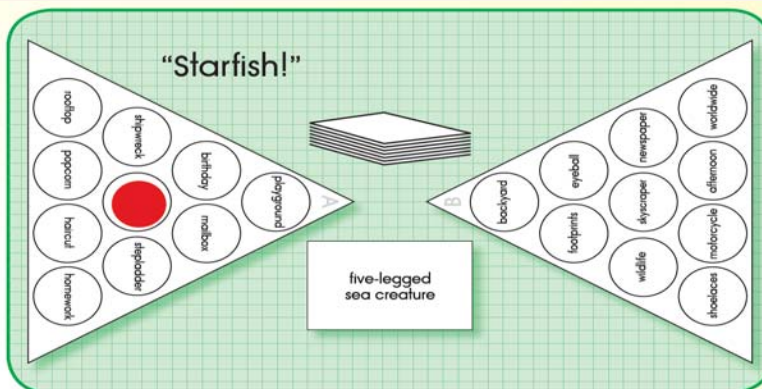 "Starfish!"
rooftop
popcorn
haircut
homework
shipwreck
stepladder
birthday
mailbox
playground
A
five-legged
sea creature
B
backyard
eyeball
footprints
newspaper
skyscraper
wildlife
worldwide
afternoon
motorcycle
shoelaces